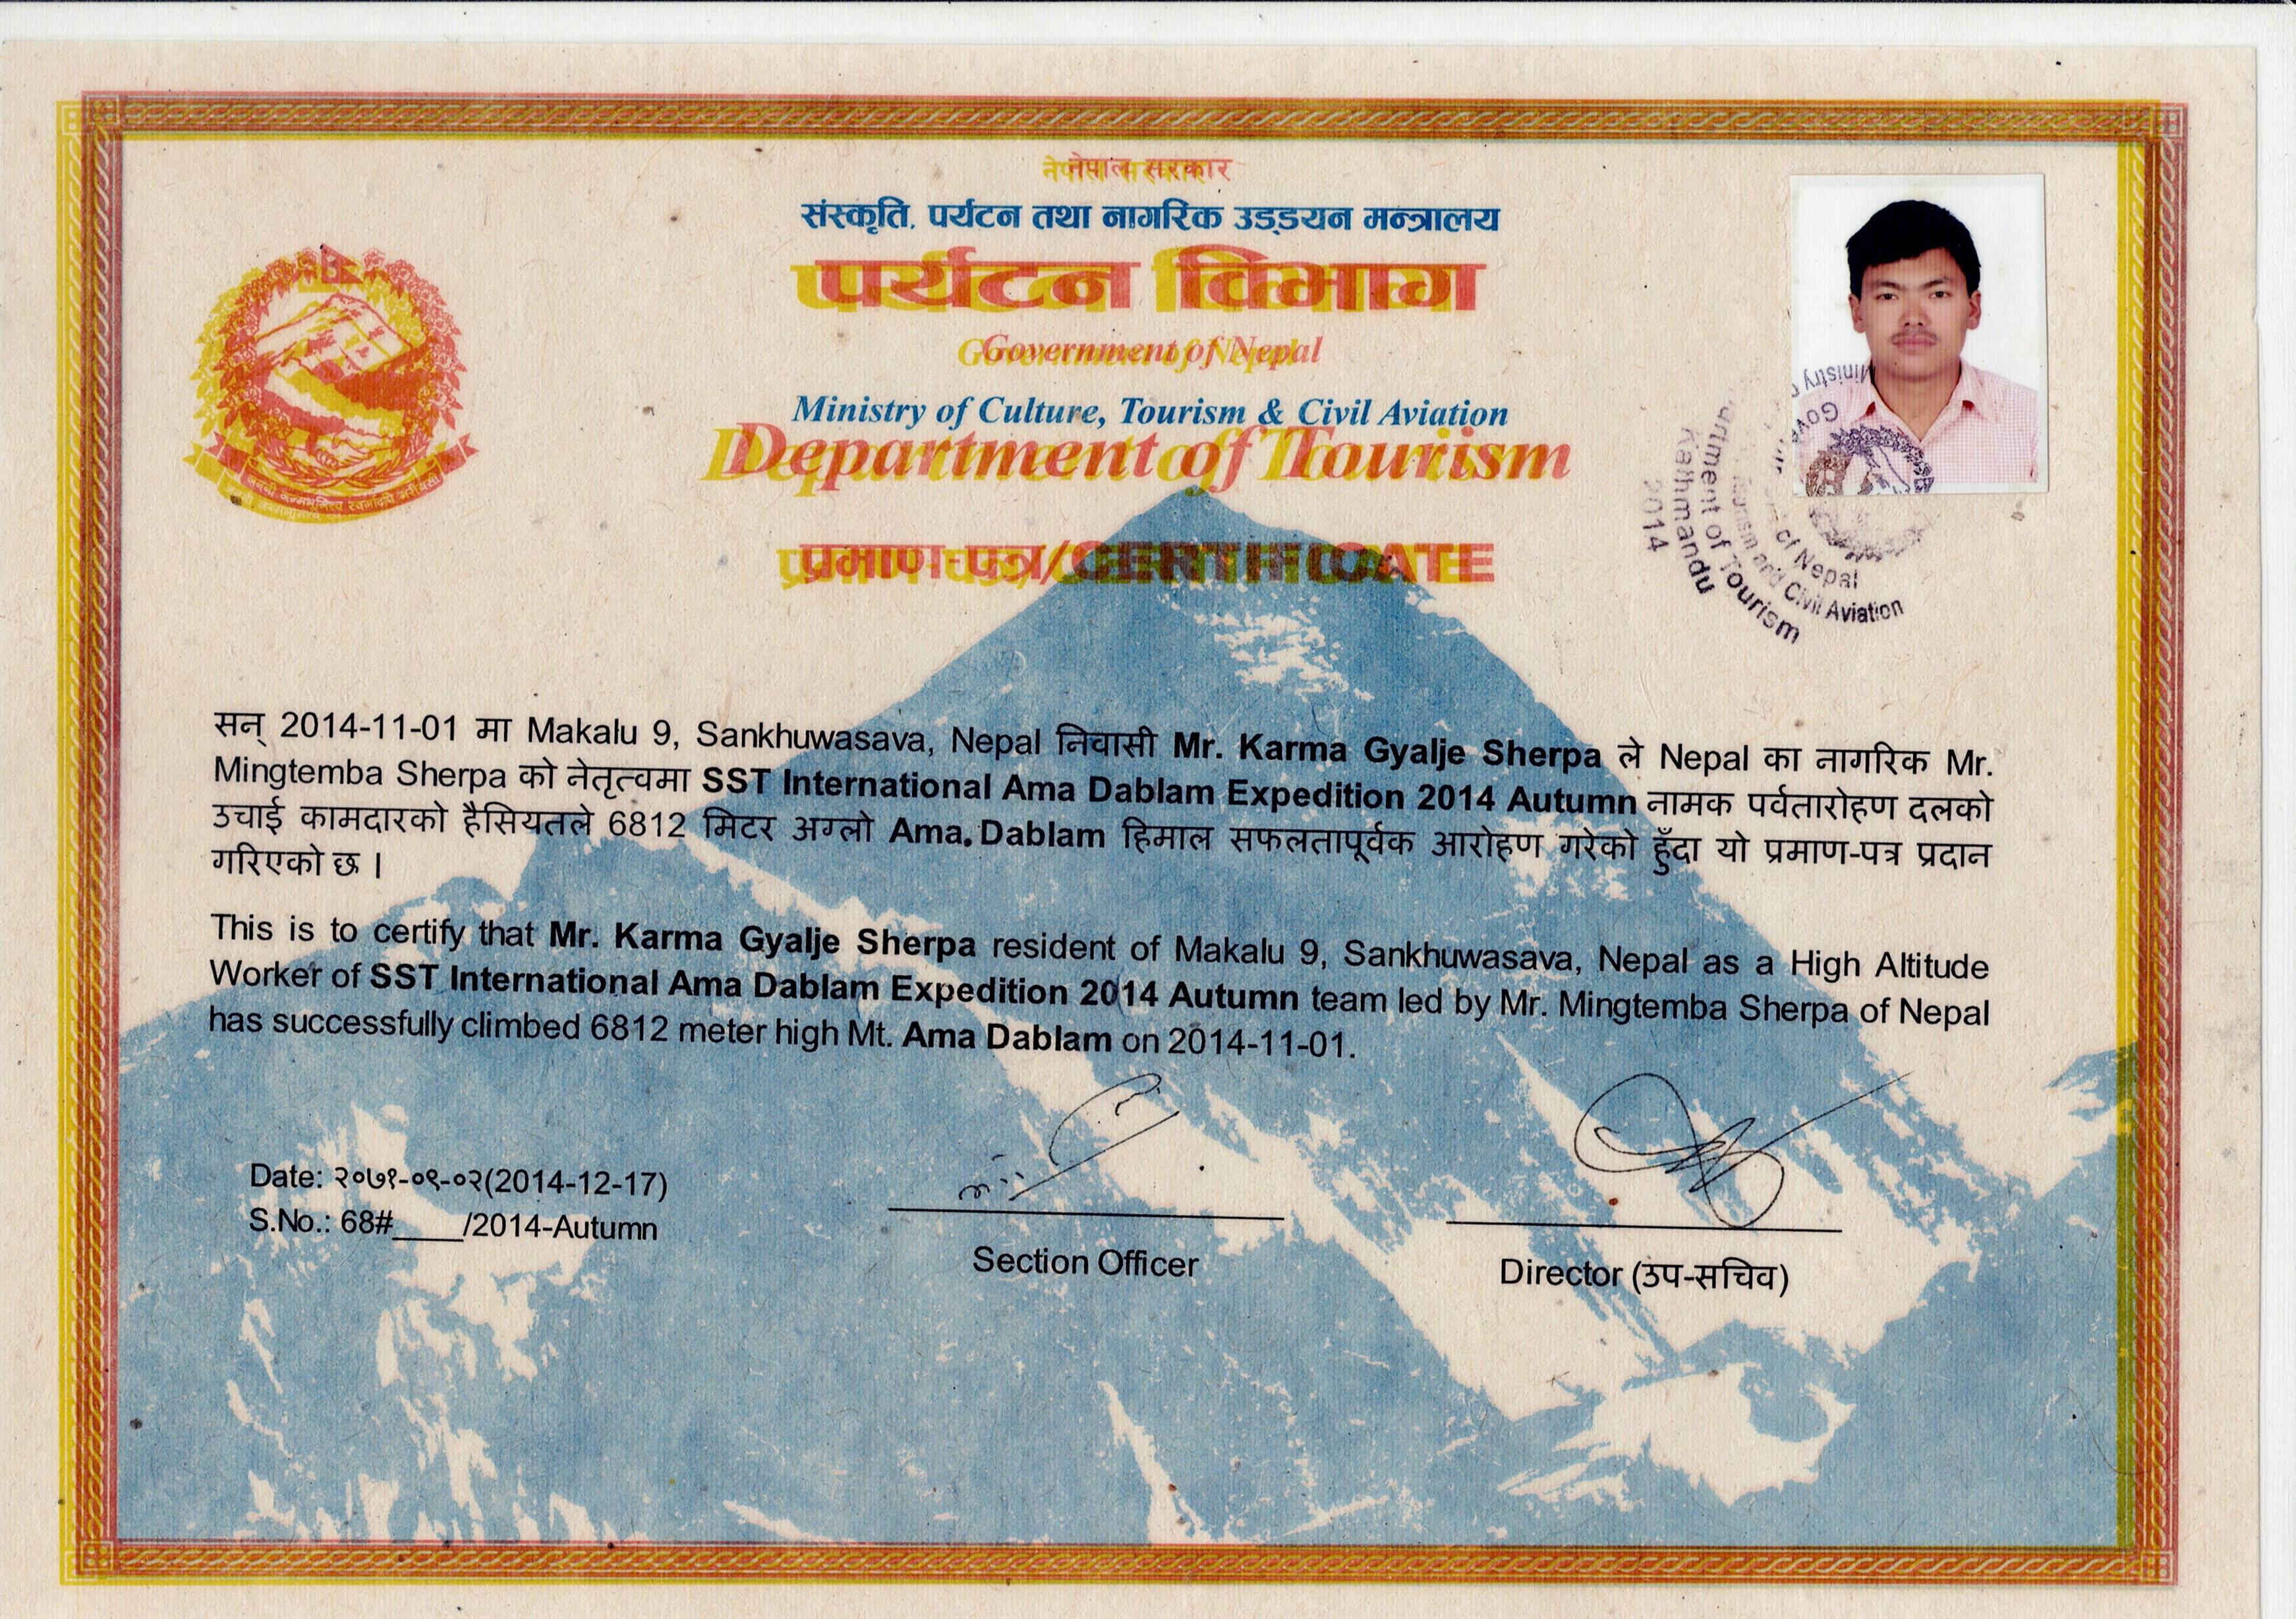 नेपाल सरकार
संस्कृति, पर्यटन तथा नागरिक उड्डयन मन्त्रालय
पर्यटन विभाग
Government of Nepal
Ministry of Culture, Tourism & Civil Aviation
Department of Tourism
प्रमाण-पत्र/CERTIFICATE
of Nepal
Tourism and Civil Aviation
Department of Tourism
Kathmandu
2014
सन् 2014-11-01 मा Makalu 9, Sankhuwasava, Nepal निवासी Mr. Karma Gyalje Sherpa ले Nepal का नागरिक Mr.
Mingtemba Sherpa को नेतृत्वमा SST International Ama Dablam Expedition 2014 Autumn नामक पर्वतारोहण दलको
उचाई कामदारको हैसियतले 6812 मिटर अग्लो Ama Dablam हिमाल सफलतापूर्वक आरोहण गरेको हुँदा यो प्रमाण-पत्र प्रदान
गरिएको छ ।
This is to certify that Mr. Karma Gyalje Sherpa resident of Makalu 9, Sankhuwasava, Nepal as a High Altitude
Worker of SST International Ama Dablam Expedition 2014 Autumn team led by Mr. Mingtemba Sherpa of Nepal
has successfully climbed 6812 meter high Mt. Ama Dablam on 2014-11-01.
Date: २०७१-०९-०२(2014-12-17)
S.No.: 68#____/2014-Autumn
Section Officer
Director (उप-सचिव)